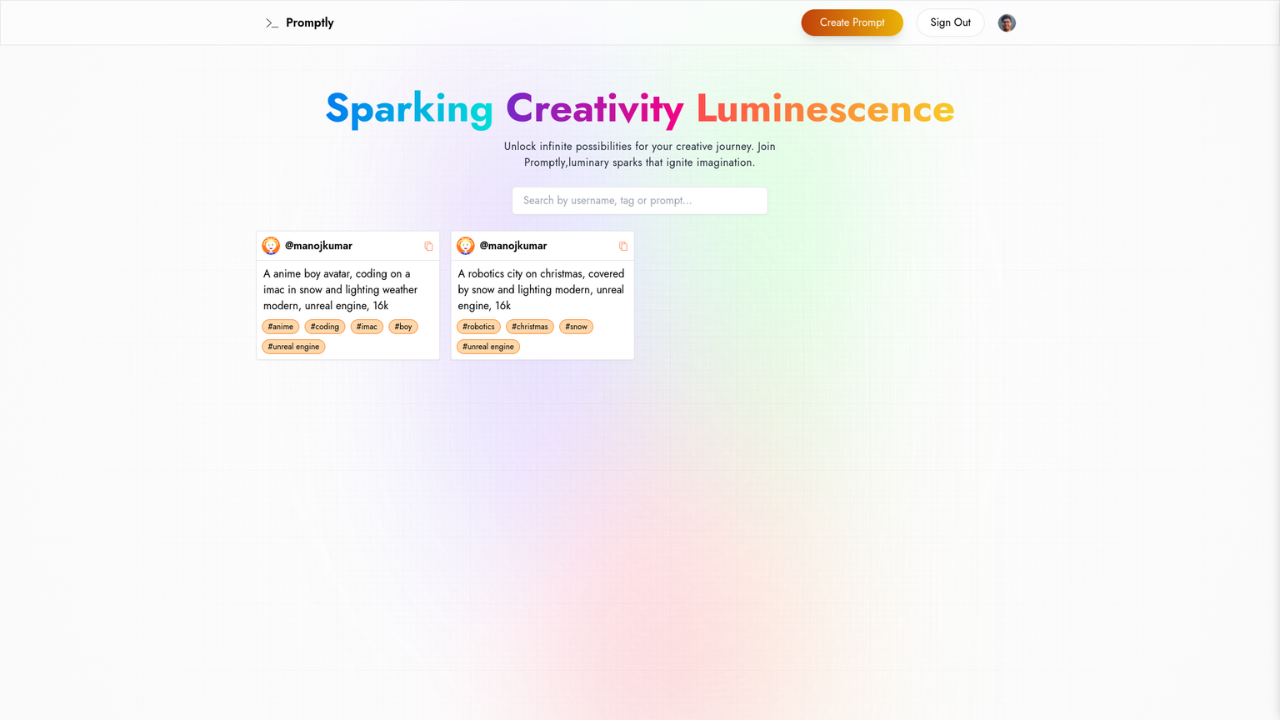 >_ Promptly
Create Prompt
Sign Out
Sparking Creativity Luminescence
Unlock infinite possibilities for your creative journey. Join
Promptly,luminary sparks that ignite imagination.
Search by username, tag or prompt...
@manojkumar
A anime boy avatar, coding on a
imac in snow and lighting weather
modern, unreal engine, 16k
#anime #coding #imac #boy
#unreal engine
@manojkumar
A robotics city on christmas, covered
by snow and lighting modern, unreal
engine, 16k
#robotics #christmas #snow
#unreal engine